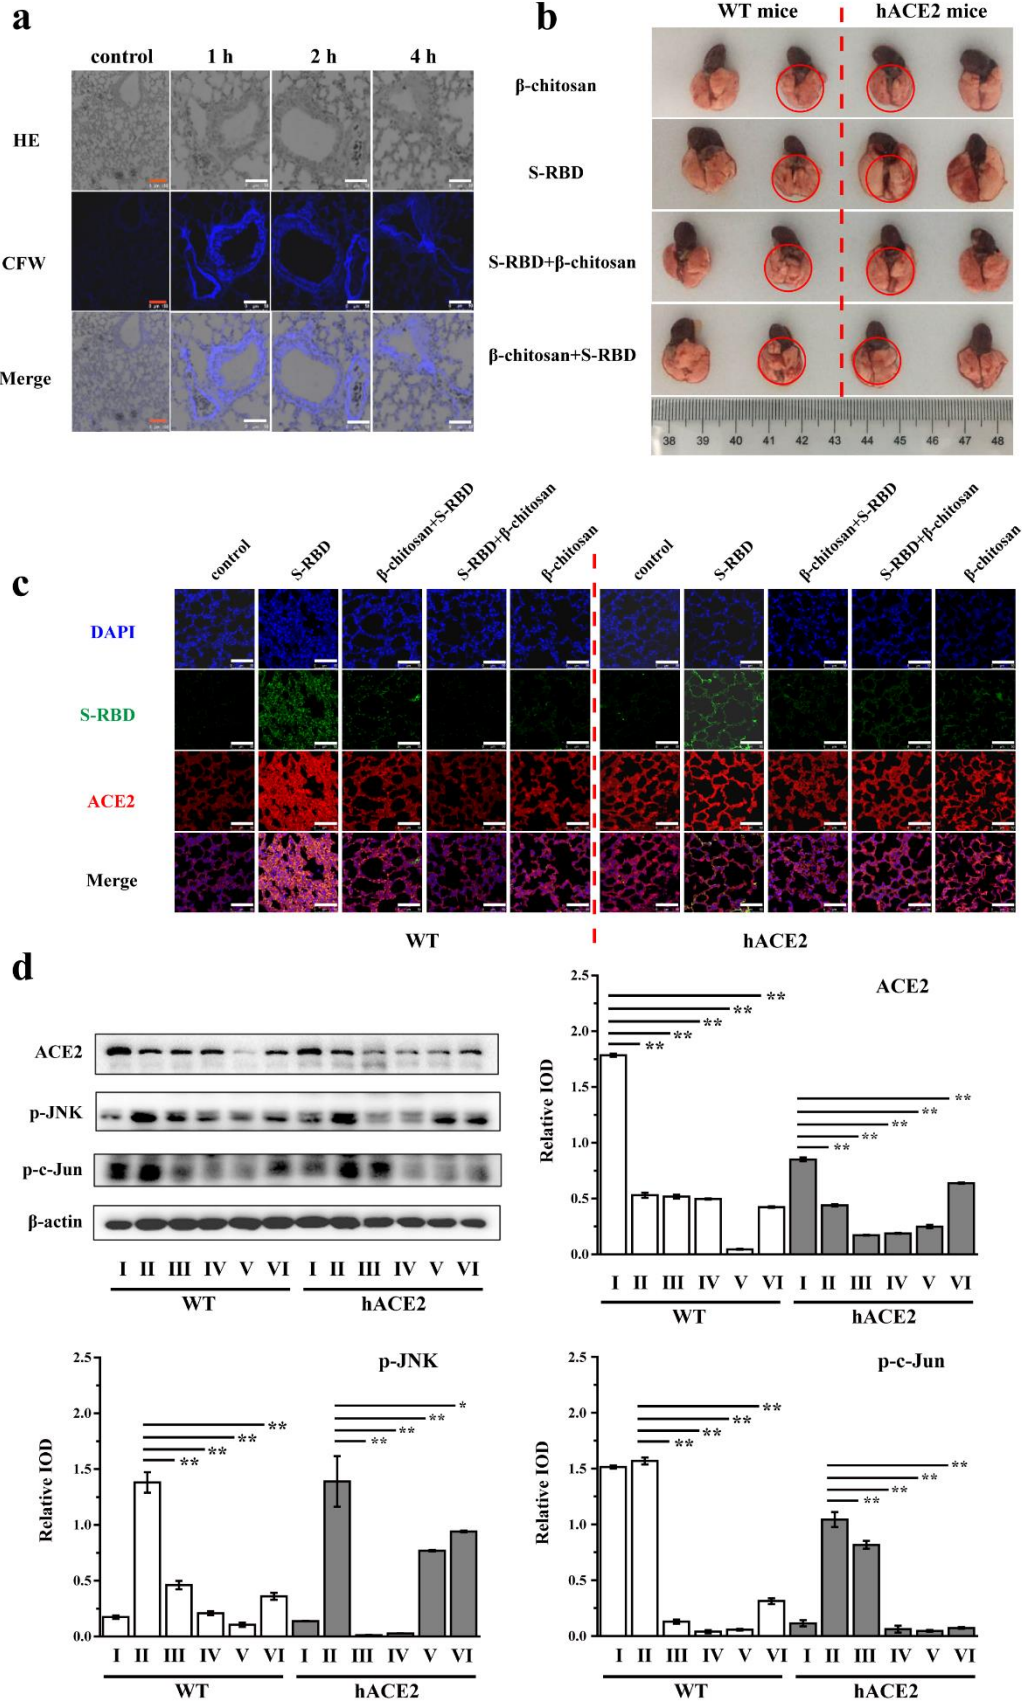 a
control 1 h 2 h 4 h
HE
CFW
Merge
b
WT mice hACE2 mice
β-chitosan
S-RBD
S-RBD+β-chitosan
β-chitosan+S-RBD
38 39 40 41 42 43 44 45 46 47 48
c
control S-RBD β-chitosan+S-RBD S-RBD+β-chitosan β-chitosan control S-RBD β-chitosan+S-RBD S-RBD+β-chitosan β-chitosan
DAPI
S-RBD
ACE2
Merge
WT hACE2
d
ACE2
p-JNK
p-c-Jun
β-actin
I II III IV V VI I II III IV V VI
WT hACE2
ACE2
Relative IOD
2.5
2.0
1.5
1.0
0.5
0.0
** ** ** ** **
** ** ** ** **
I II III IV V VI I II III IV V VI
WT hACE2
p-JNK
Relative IOD
2.5
2.0
1.5
1.0
0.5
0.0
** ** ** **
* ** ** **
I II III IV V VI I II III IV V VI
WT hACE2
p-c-Jun
Relative IOD
2.5
2.0
1.5
1.0
0.5
0.0
** ** ** **
** ** ** **
I II III IV V VI I II III IV V VI
WT hACE2